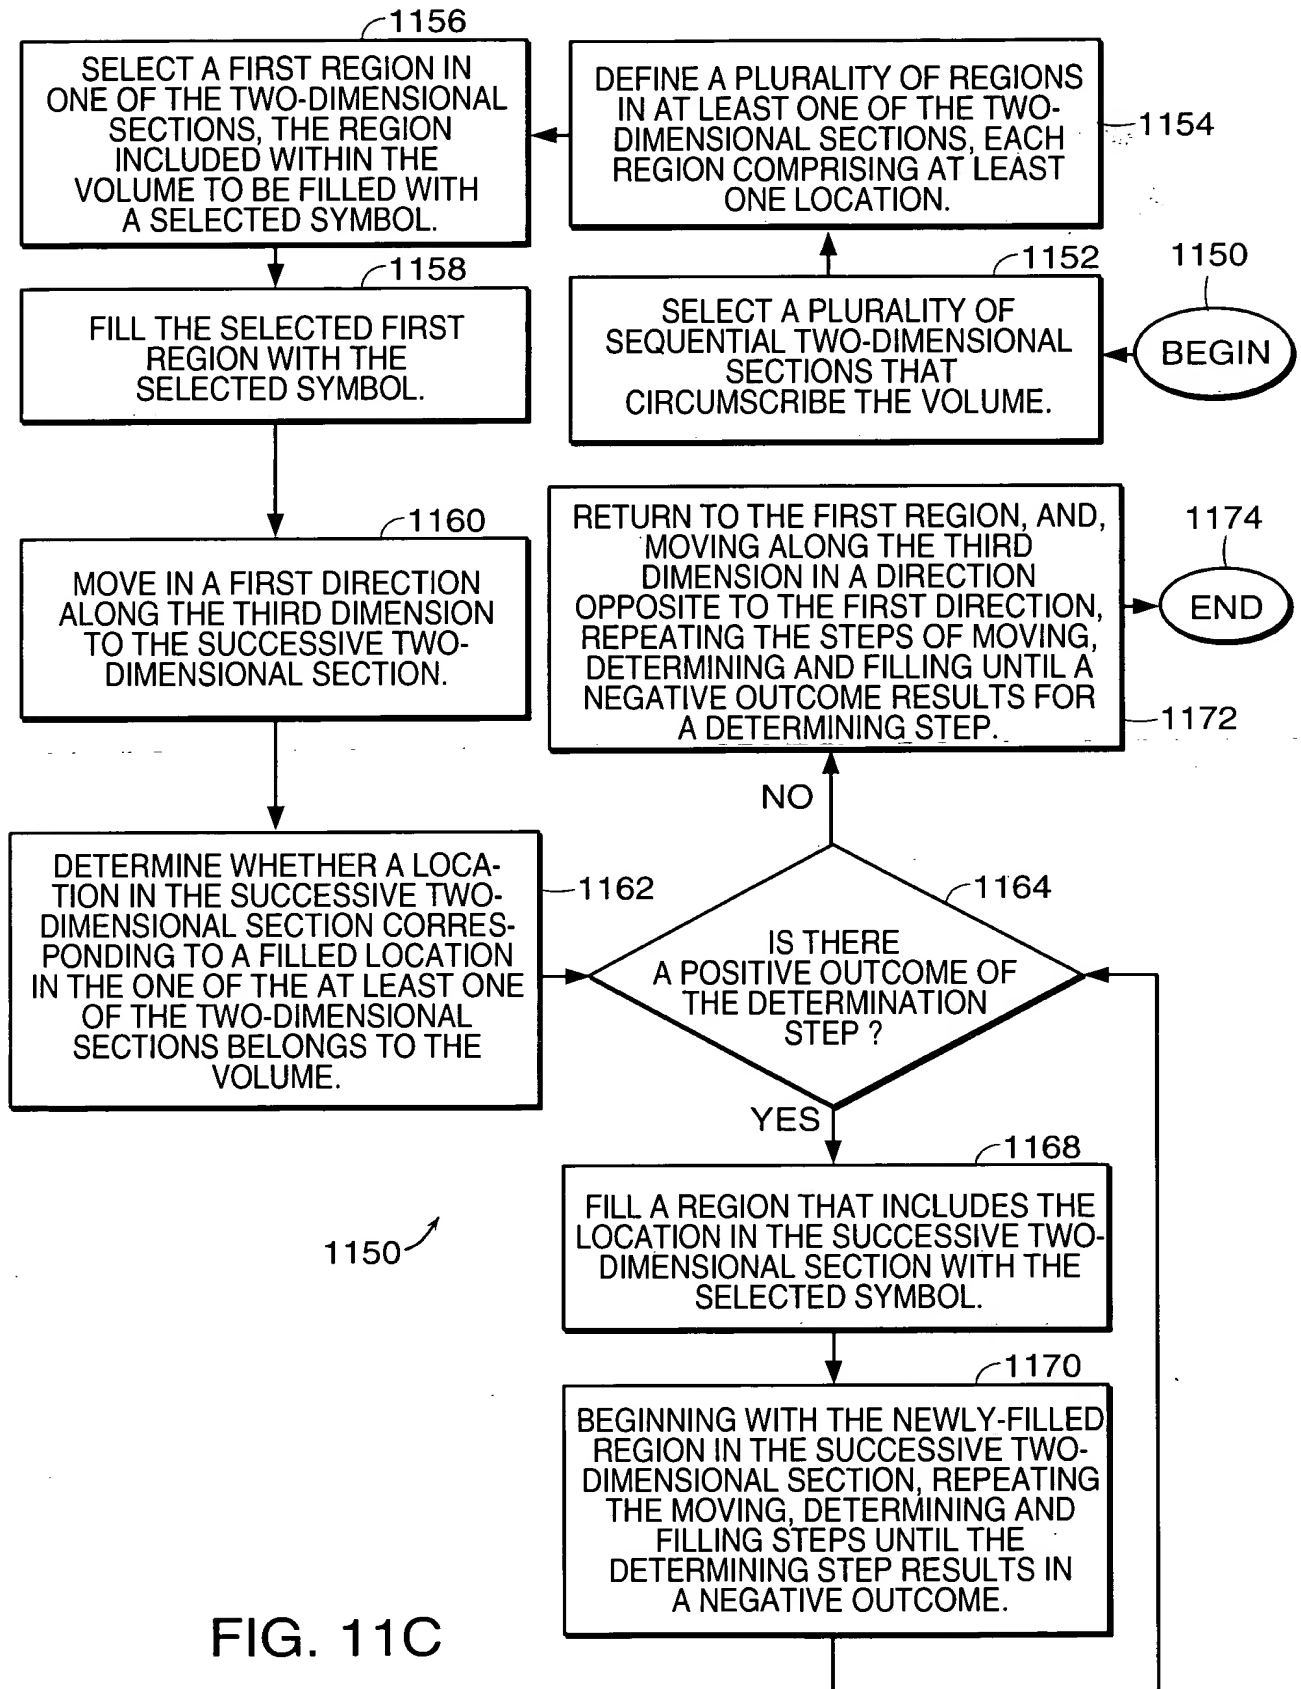 1150
BEGIN
1152
SELECT A PLURALITY OF
SEQUENTIAL TWO-DIMENSIONAL
SECTIONS THAT
CIRCUMSCRIBE THE VOLUME.
1154
DEFINE A PLURALITY OF REGIONS
IN AT LEAST ONE OF THE TWO-
DIMENSIONAL SECTIONS, EACH
REGION COMPRISING AT LEAST
ONE LOCATION.
1156
SELECT A FIRST REGION IN
ONE OF THE TWO-DIMENSIONAL
SECTIONS, THE REGION
INCLUDED WITHIN THE
VOLUME TO BE FILLED WITH
A SELECTED SYMBOL.
1158
FILL THE SELECTED FIRST
REGION WITH THE
SELECTED SYMBOL.
1160
MOVE IN A FIRST DIRECTION
ALONG THE THIRD DIMENSION
TO THE SUCCESSIVE TWO-
DIMENSIONAL SECTION.
1162
DETERMINE WHETHER A LOCA-
TION IN THE SUCCESSIVE TWO-
DIMENSIONAL SECTION CORRES-
PONDING TO A FILLED LOCATION
IN THE ONE OF THE AT LEAST ONE
OF THE TWO-DIMENSIONAL
SECTIONS BELONGS TO THE
VOLUME.
1164
IS THERE
A POSITIVE OUTCOME OF
THE DETERMINATION
STEP ?
NO
RETURN TO THE FIRST REGION, AND,
MOVING ALONG THE THIRD
DIMENSION IN A DIRECTION
OPPOSITE TO THE FIRST DIRECTION,
REPEATING THE STEPS OF MOVING,
DETERMINING AND FILLING UNTIL A
NEGATIVE OUTCOME RESULTS FOR
A DETERMINING STEP.
1172
1174
END
YES
1168
FILL A REGION THAT INCLUDES THE
LOCATION IN THE SUCCESSIVE TWO-
DIMENSIONAL SECTION WITH THE
SELECTED SYMBOL.
1170
BEGINNING WITH THE NEWLY-FILLED
REGION IN THE SUCCESSIVE TWO-
DIMENSIONAL SECTION, REPEATING
THE MOVING, DETERMINING AND
FILLING STEPS UNTIL THE
DETERMINING STEP RESULTS IN
A NEGATIVE OUTCOME.
1150
FIG. 11C